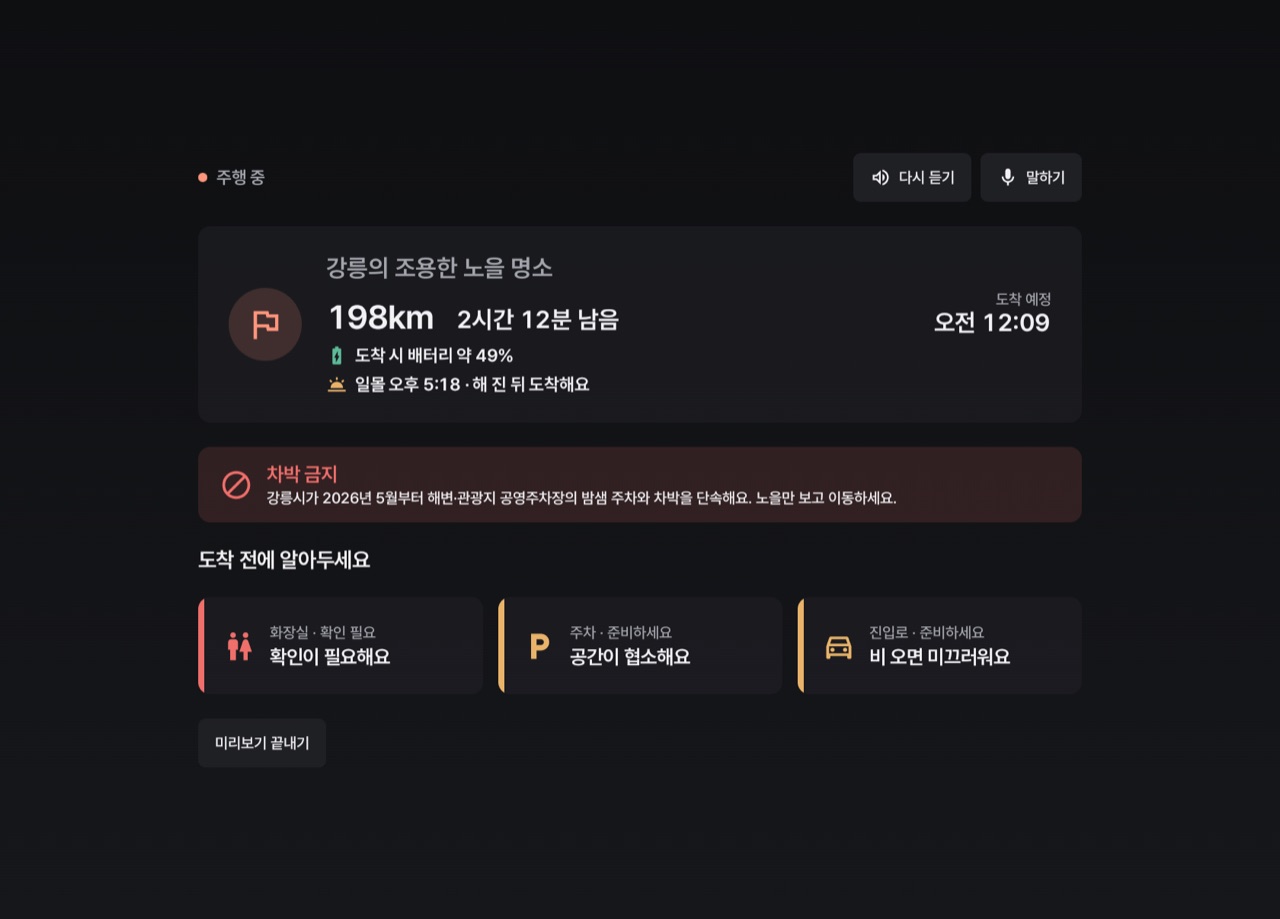 주행 중
다시 듣기
말하기
강릉의 조용한 노을 명소
198km 2시간 12분 남음
도착 예정
오전 12:09
도착 시 배터리 약 49%
일몰 오후 5:18 · 해 진 뒤 도착해요
차박 금지
강릉시가 2026년 5월부터 해변·관광지 공영주차장의 밤샘 주차와 차박을 단속해요. 노을만 보고 이동하세요.
도착 전에 알아두세요
화장실 · 확인 필요
확인이 필요해요
P
주차 · 준비하세요
공간이 협소해요
진입로 · 준비하세요
비 오면 미끄러워요
미리보기 끝내기